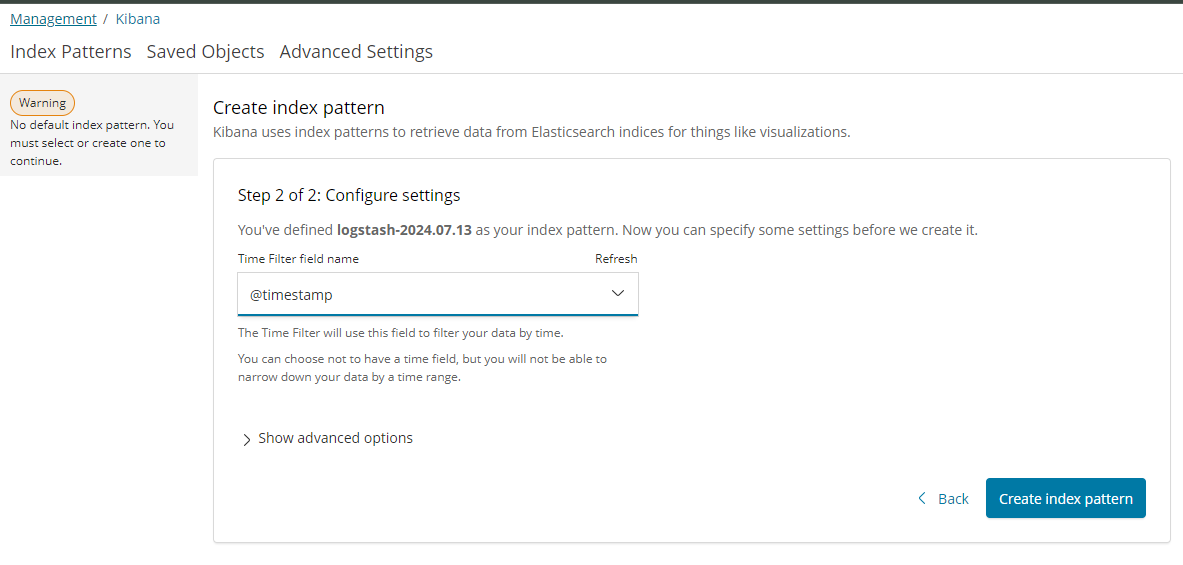 Management / Kibana
Index Patterns Saved Objects Advanced Settings
Warning
No default index pattern. You
must select or create one to
continue.
Create index pattern
Kibana uses index patterns to retrieve data from Elasticsearch indices for things like visualizations.
Step 2 of 2: Configure settings
You've defined logstash-2024.07.13 as your index pattern. Now you can specify some settings before we create it.
Time Filter field name Refresh
@timestamp
The Time Filter will use this field to filter your data by time.
You can choose not to have a time field, but you will not be able to
narrow down your data by a time range.
Show advanced options
Back Create index pattern